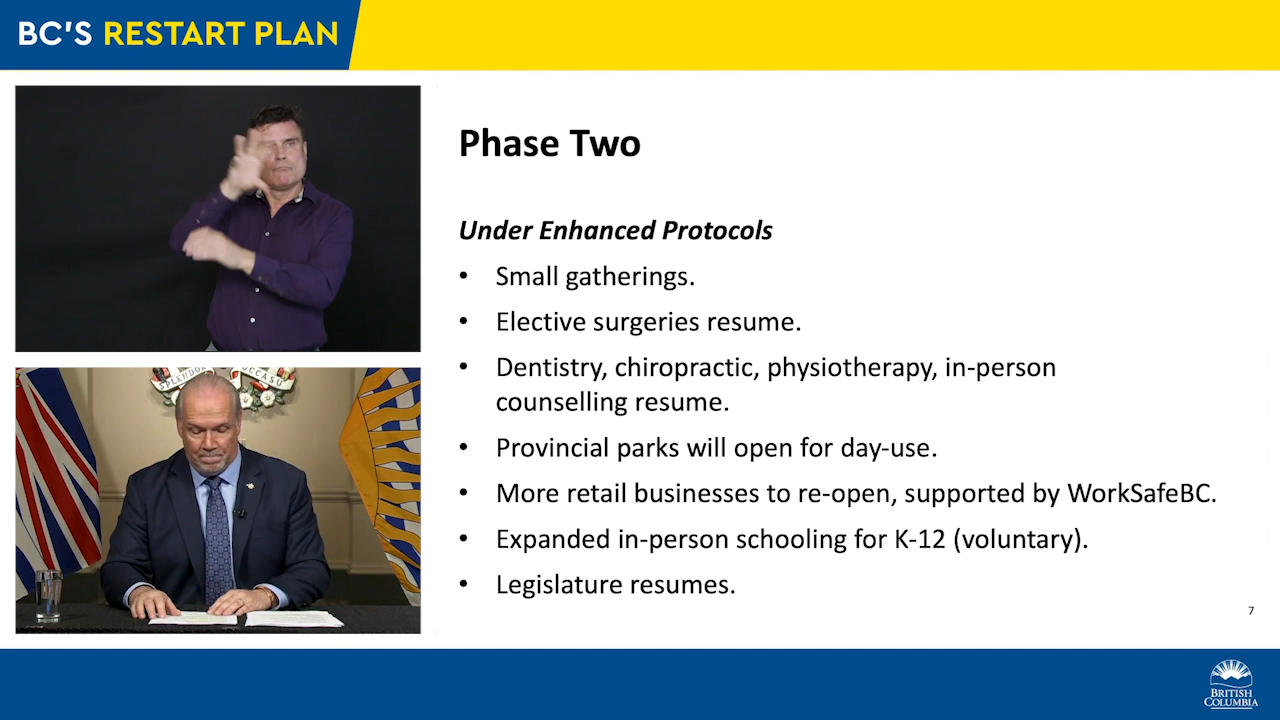 BC'S RESTART PLAN
Phase Two
Under Enhanced Protocols
• Small gatherings.
• Elective surgeries resume.
• Dentistry, chiropractic, physiotherapy, in-person
counselling resume.
• Provincial parks will open for day-use.
• More retail businesses to re-open, supported by WorkSafeBC.
• Expanded in-person schooling for K-12 (voluntary).
• Legislature resumes.
7
SPLENDOR OCCASU
BRITISH
COLUMBIA